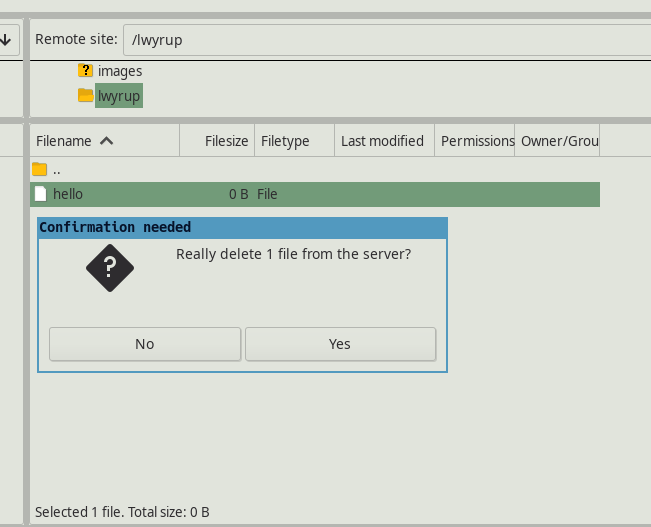 Remote site: /lwyrup
images
lwyrup
Filename Filesize Filetype Last modified Permissions Owner/Grou
..
hello 0 B File
Confirmation needed
Really delete 1 file from the server?
No Yes
Selected 1 file. Total size: 0 B